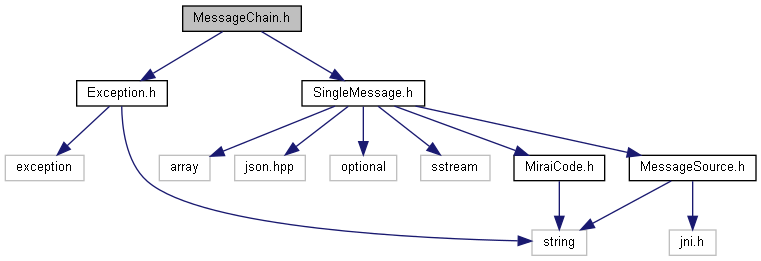 MessageChain.h
Exception.h
SingleMessage.h
exception
array
json.hpp
optional
sstream
MiraiCode.h
MessageSource.h
string
jni.h